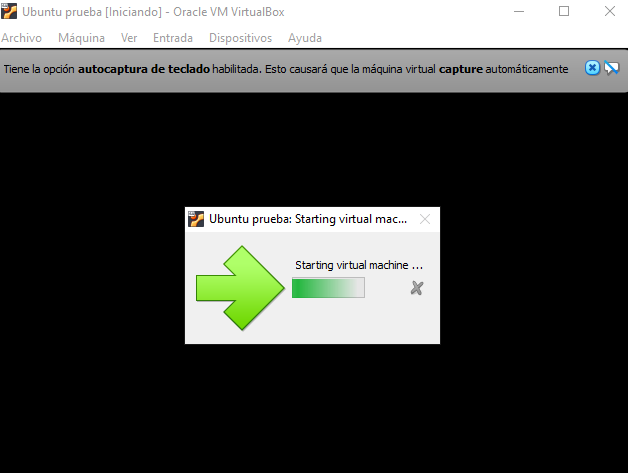 Ubuntu prueba [Iniciando] - Oracle VM VirtualBox
Archivo Máquina Ver Entrada Dispositivos Ayuda
Tiene la opción autocaptura de teclado habilitada. Esto causará que la máquina virtual capture automáticamente
Ubuntu prueba: Starting virtual mac...
Starting virtual machine ...